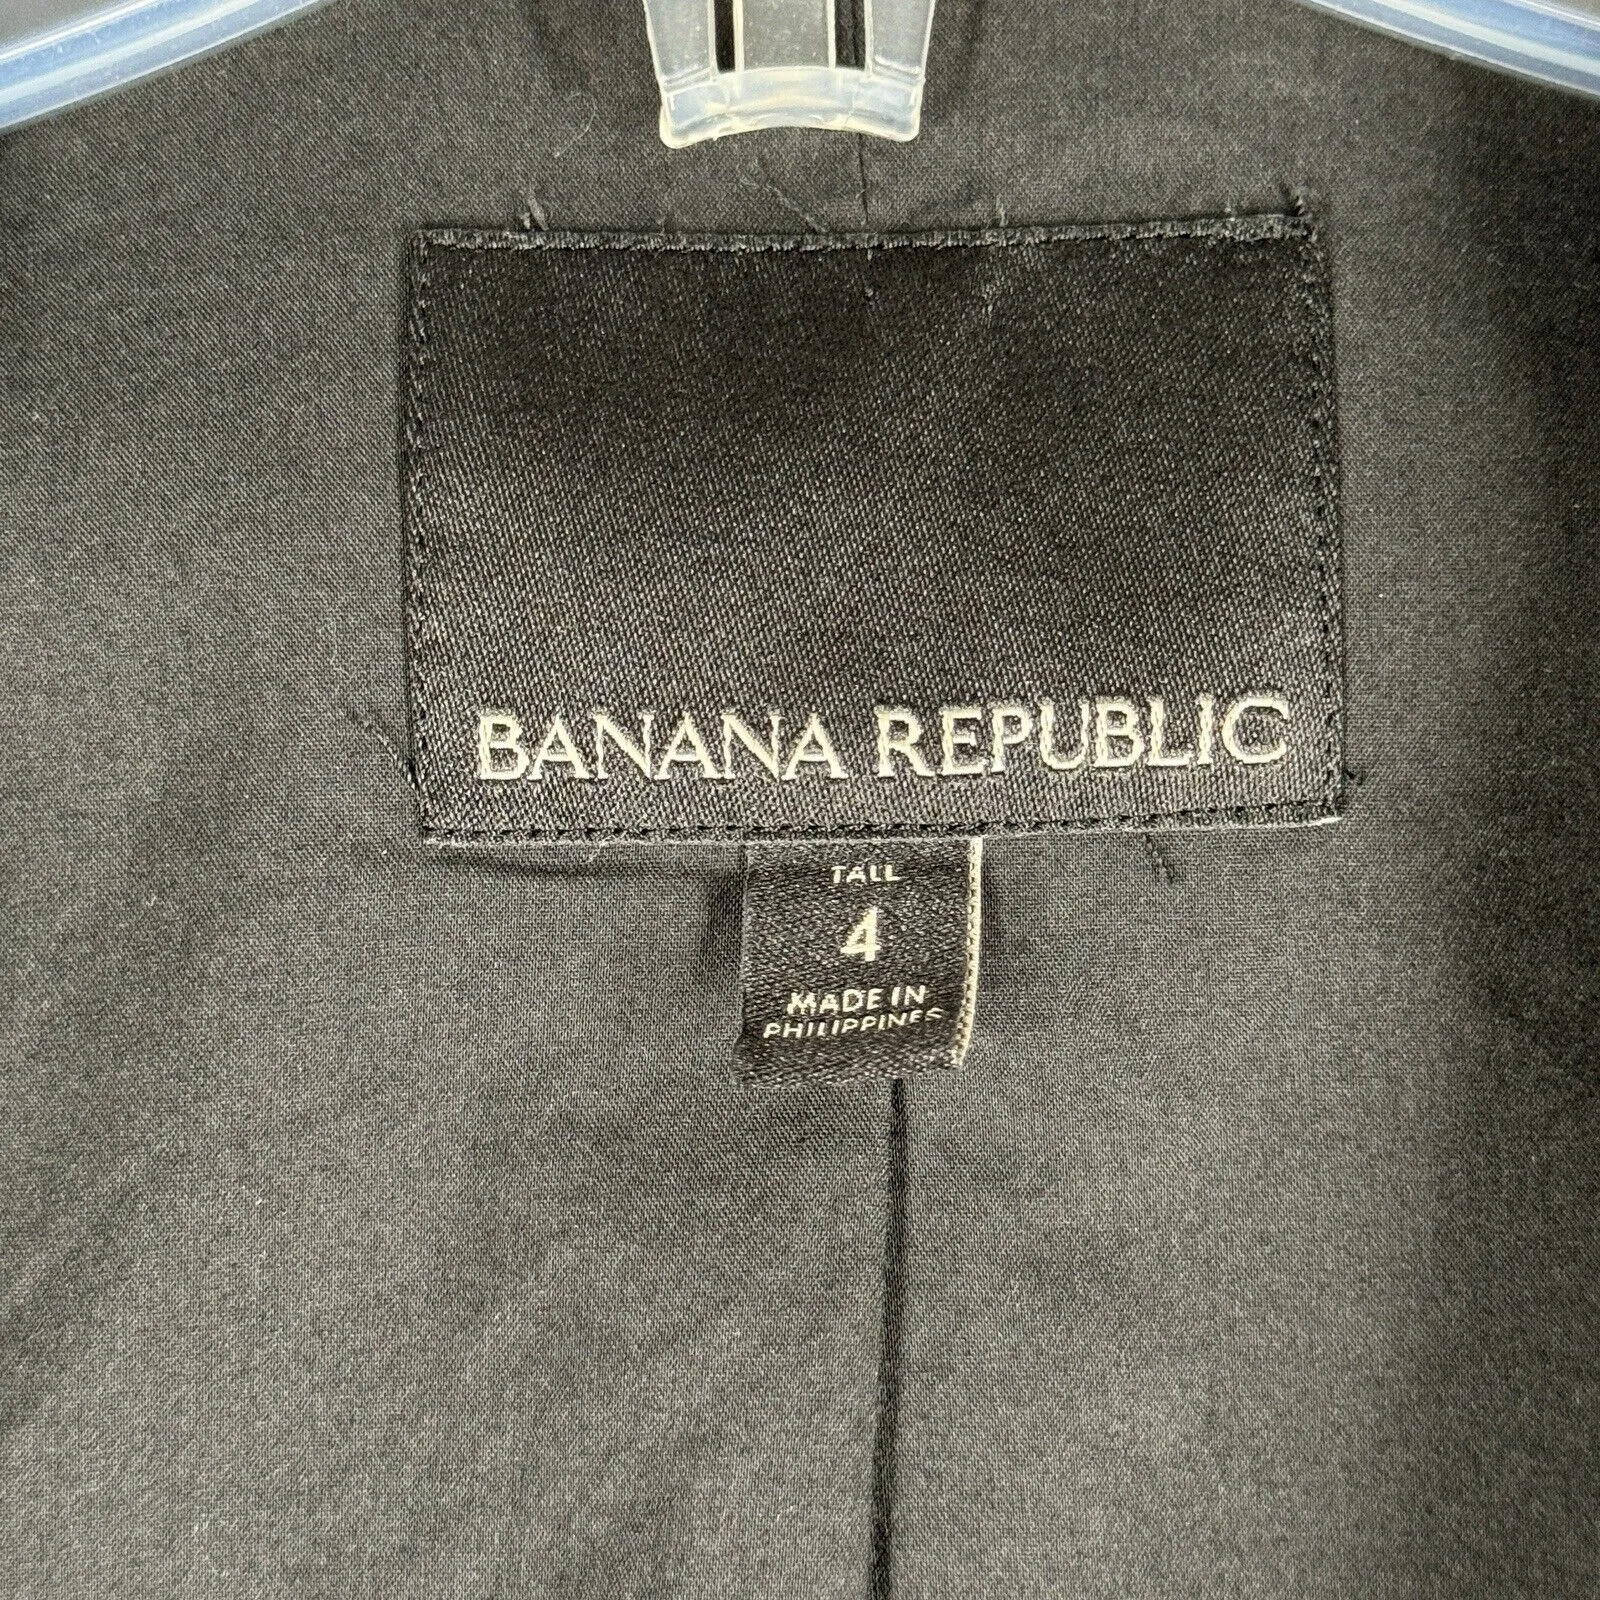 BANANA REPUBLIC
TALL
4
MADE IN
PHILIPPINES